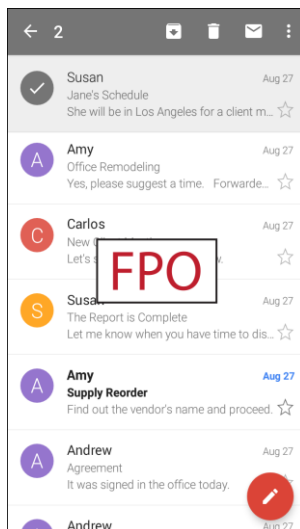 2
Susan Aug 27
Jane's Schedule
She will be in Los Angeles for a client m...
A Amy Aug 27
Office Remodeling
Yes, please suggest a time. Forwarde...
C Carlos Aug 27
New
Let's
FPO
S Susan Aug 27
The Report is Complete
Let me know when you have time to dis...
A Amy Aug 27
Supply Reorder
Find out the vendor's name and proceed.
A Andrew Aug 27
Agreement
It was signed in the office today.
Andrew Aug 27